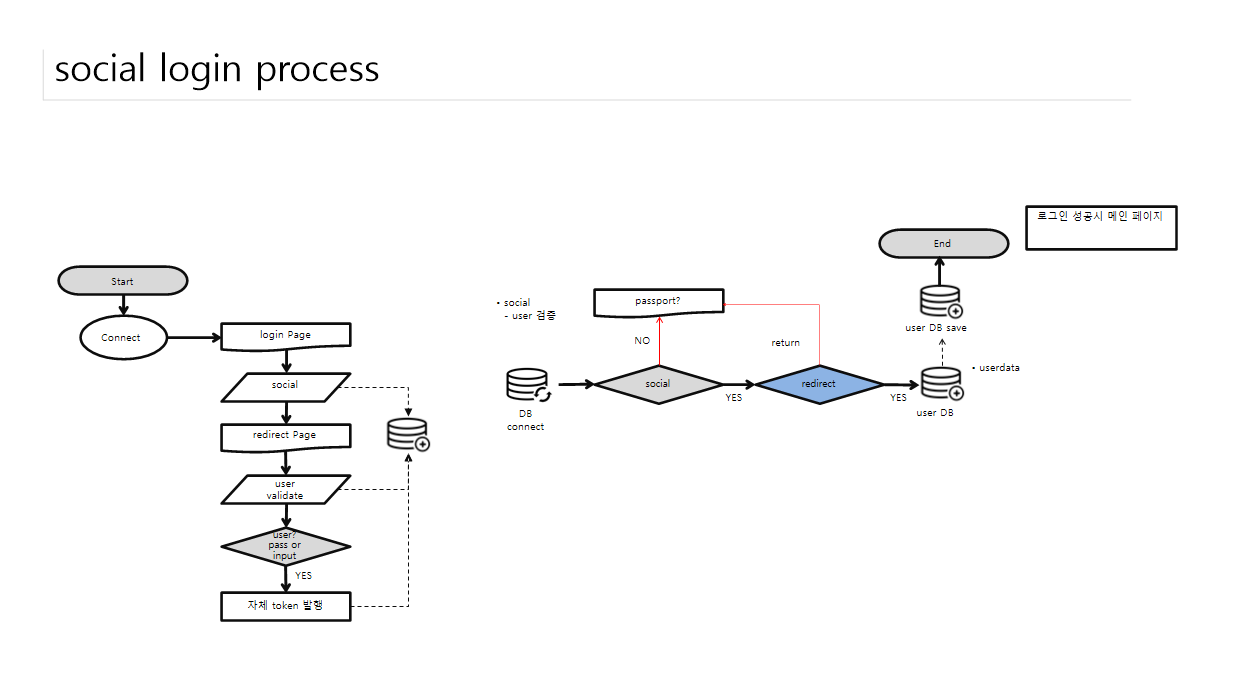 social login process
Start
Connect
login Page
social
redirect Page
user
validate
user?
pass or
input
YES
자체 token 발행
• social
- user 검증
DB
connect
passport?
NO
social
YES
return
redirect
YES
user DB
• userdata
user DB save
End
로그인 성공시 메인 페이지